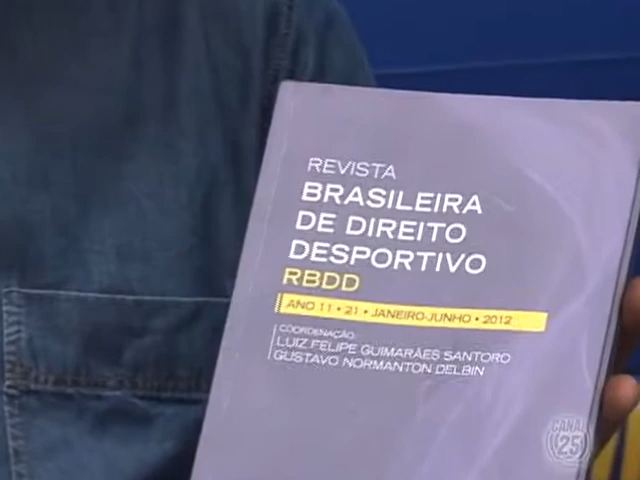 REVISTA
BRASILEIRA
DE DIREITO
DESPORTIVO
RBDD
ANO 11 • 21 • JANEIRO-JUNHO • 2012
COORDENAÇÃO
LUIZ FELIPE GUIMARÃES SANTORO
GUSTAVO NORMANTON DELBIN
CANAL
25